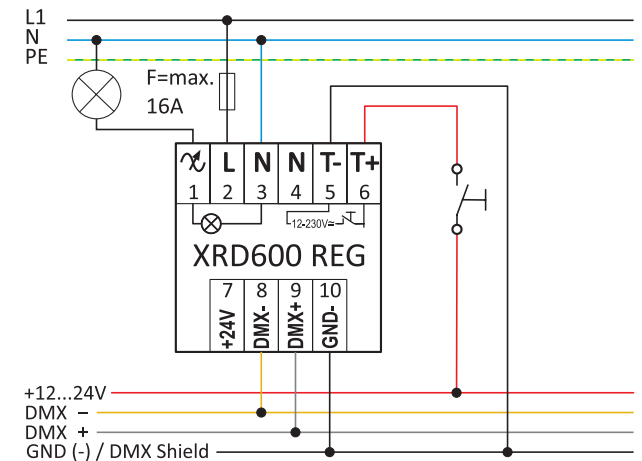 L1
N
PE
F=max.
16A
L N N T- T+
1 2 3 4 5 6
12-230V≂
XRD600 REG
7 8 9 10
+24V DMX- DMX+ GND-
+12...24V
DMX –
DMX +
GND (-) / DMX Shield